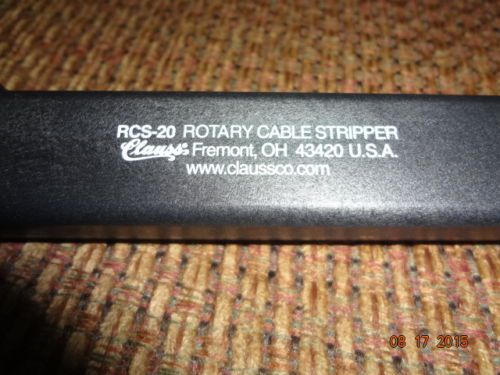 RCS-20 ROTARY CABLE STRIPPER
Clauss Fremont, OH 43420 U.S.A.
www.claussco.com
08 17 2015